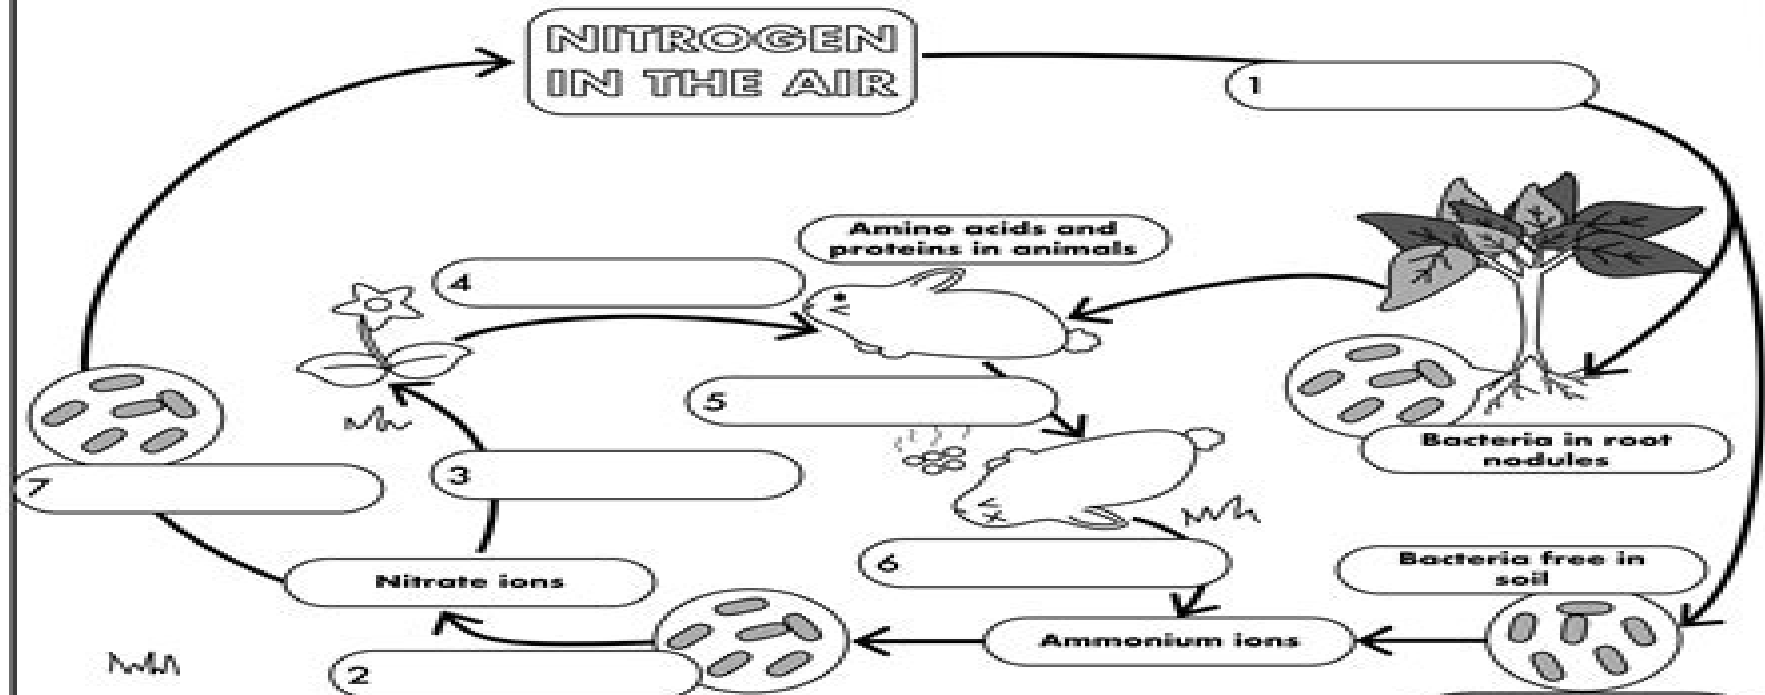 NITROGEN
IN THE AIR
1
Amino acids and
proteins in animals
4
5
Bacteria in root
nodules
3
7
6
Bacteria free in
soil
Nitrate ions
Ammonium ions
2